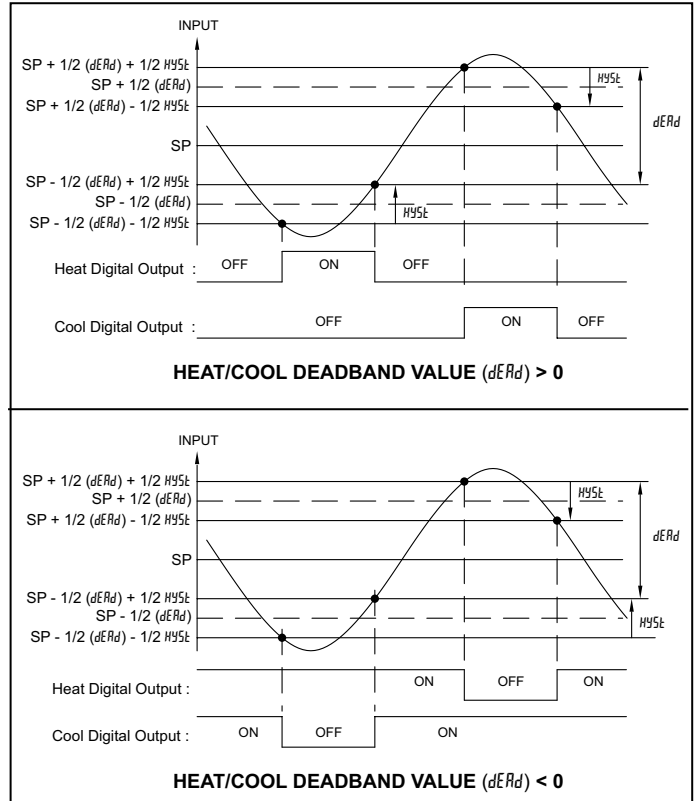 INPUT
SP + 1/2 (dEAd) + 1/2 HYSt
SP + 1/2 (dEAd)
SP + 1/2 (dEAd) - 1/2 HYSt
SP
SP - 1/2 (dEAd) + 1/2 HYSt
SP - 1/2 (dEAd)
SP - 1/2 (dEAd) - 1/2 HYSt
HYSt
dEAd
HYSt
Heat Digital Output : OFF ON OFF
Cool Digital Output : OFF ON OFF
HEAT/COOL DEADBAND VALUE (dEAd) > 0
INPUT
SP + 1/2 (dEAd) + 1/2 HYSt
SP + 1/2 (dEAd)
SP + 1/2 (dEAd) - 1/2 HYSt
SP
SP - 1/2 (dEAd) + 1/2 HYSt
SP - 1/2 (dEAd)
SP - 1/2 (dEAd) - 1/2 HYSt
HYSt
dEAd
HYSt
Heat Digital Output : ON OFF ON
Cool Digital Output : ON OFF ON
HEAT/COOL DEADBAND VALUE (dEAd) < 0